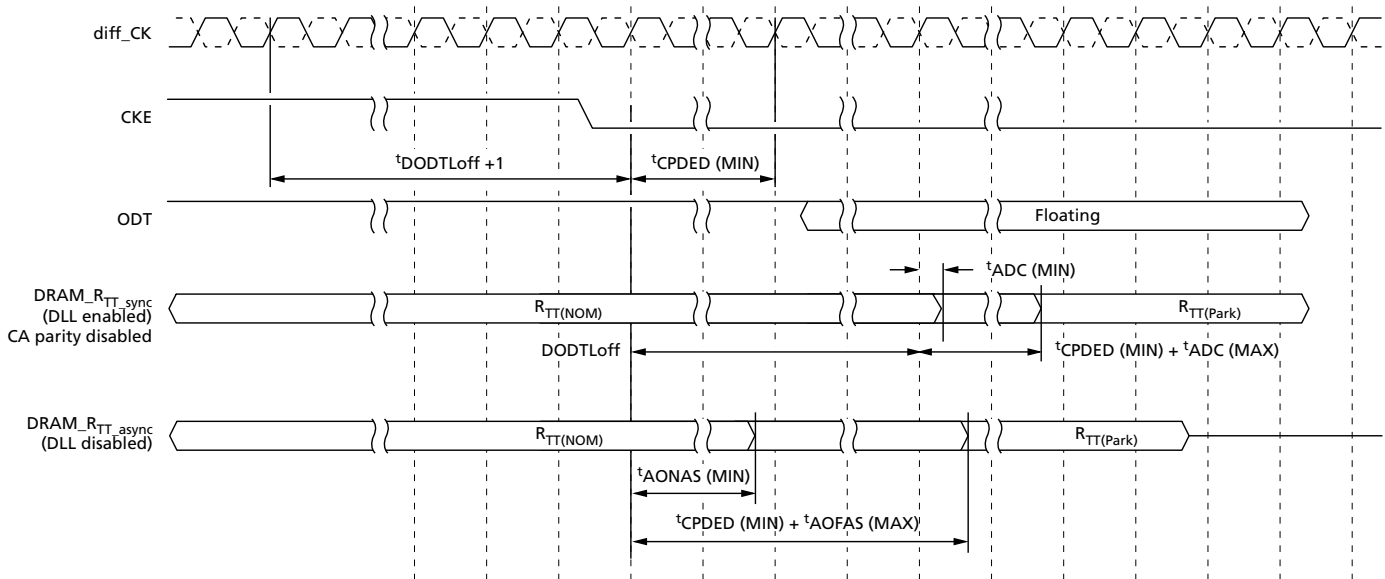 diff_CK
CKE
tDODTLoff +1
tCPDED (MIN)
ODT
Floating
tADC (MIN)
DRAM_RTT_sync
(DLL enabled)
CA parity disabled
RTT(NOM)
RTT(Park)
DODTLoff
tCPDED (MIN) + tADC (MAX)
DRAM_RTT_async
(DLL disabled)
RTT(NOM)
RTT(Park)
tAONAS (MIN)
tCPDED (MIN) + tAOFAS (MAX)